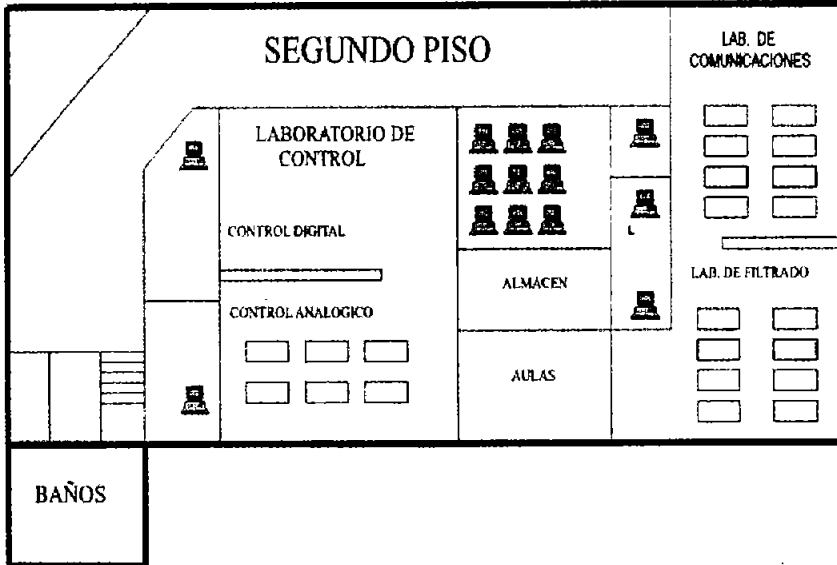 SEGUNDO PISO
LAB. DE
COMUNICACIONES
LABORATORIO DE
CONTROL
CONTROL DIGITAL
L
ALMACEN
LAB. DE FILTRADO
CONTROL ANALOGICO
AULAS
BAÑOS